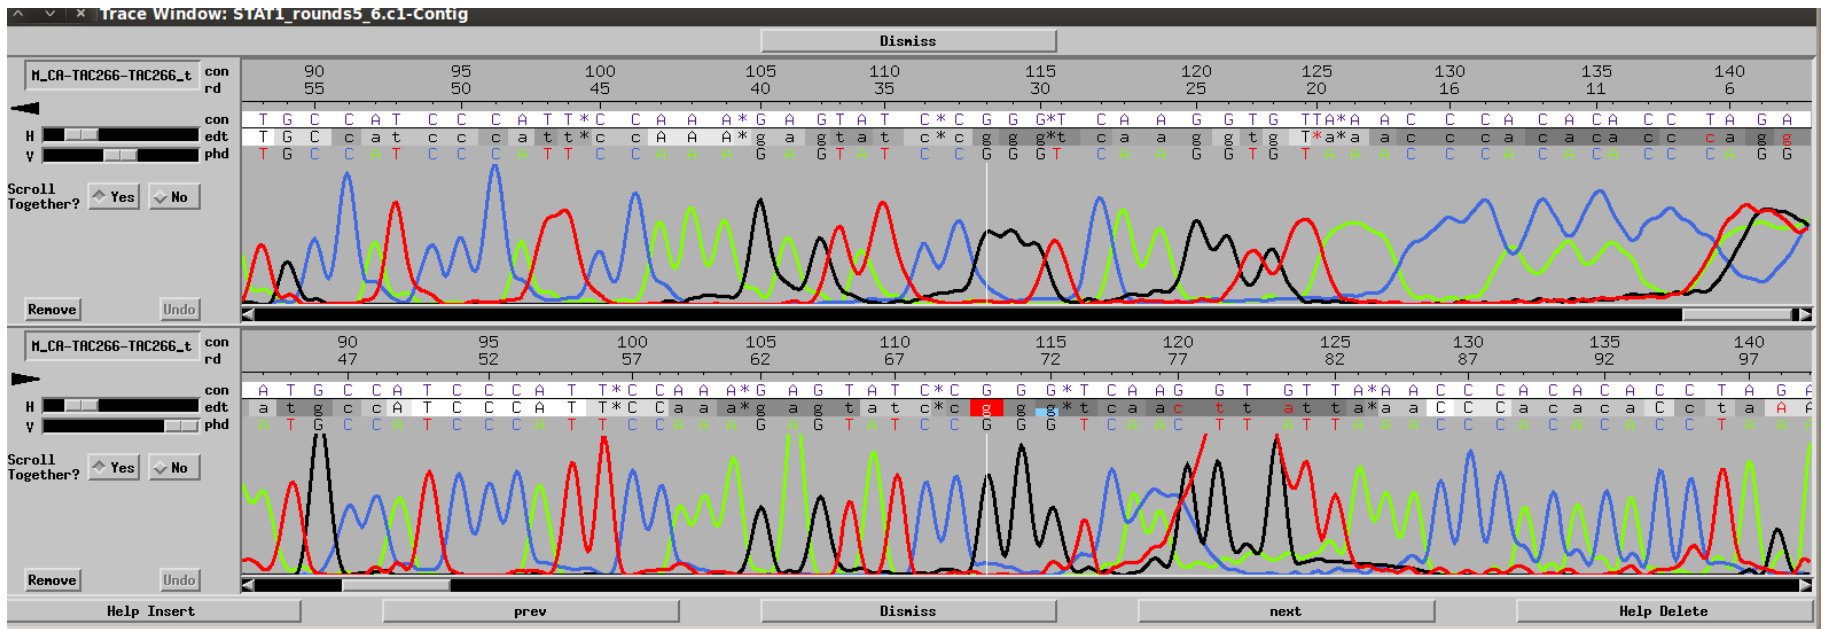 Trace Window: STAT1_rounds5_6.c1-Contig
Dismiss
M_CA-TAC266-TAC266_t
con 90 95 100 105 110 115 120 125 130 135 140
rd 55 50 45 40 35 30 25 20 16 11 6
con T G C C A T C C C A T T * C C A A A * G A G T A T C * C G G G * T C A A G G T G T T A * A A C C C A C A C A C C T A G A
H edt T G C c a t c c c a t t * c c A A A * g a g t a t c * c g g g * t c a a g g t g T * a * a a c c c a c a c a c c c a g g
V phd T G C C A T C C C A T T C C A A A G A G T A T C C G G G T C A A G G T G T A A A C C C A C A C A C C C A G G
Scroll
Together? Yes No
Remove Undo
M_CA-TAC266-TAC266_t
con 90 95 100 105 110 115 120 125 130 135 140
rd 47 52 57 62 67 72 77 82 87 92 97
con A T G C C A T C C C A T T * C C A A A * G A G T A T C * C G G G * T C A A G G T G T T A * A A C C C A C A C A C C T A G A
H edt a t g c c A T C C C A T T * C C a a a * g a g t a t c * c g g g * t c a a c t t a t t a * a a C C C a c a c a C C t a A A
V phd A T G C C A T C C C A T T C C A A A G A G T A T C C G G G T C A A C T T A T T A A A C C C A C A C A C C T A A A
Scroll
Together? Yes No
Remove Undo
Help Insert prev Dismiss next Help Delete